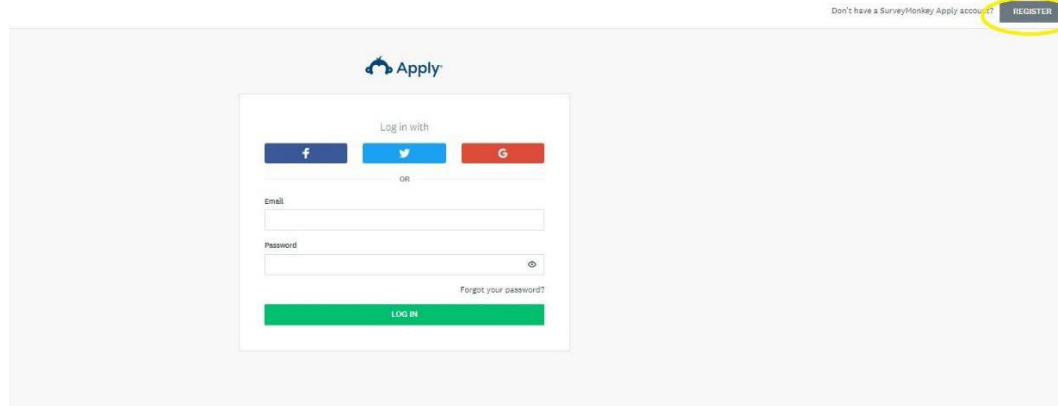 Don't have a SurveyMonkey Apply account? REGISTER
Apply
Log in with
f G
OR
Email
Password
Forgot your password?
LOG IN